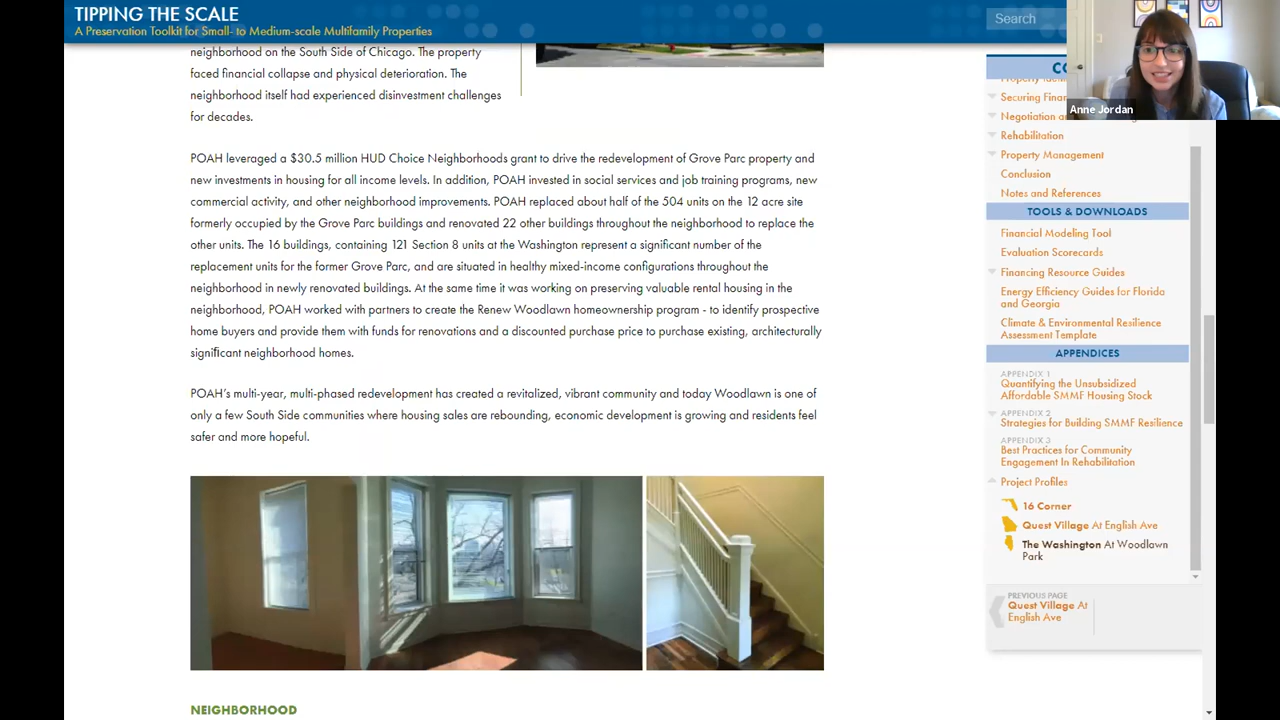 TIPPING THE SCALE
A Preservation Toolkit for Small- to Medium-scale Multifamily Properties
Search
Anne Jordan
neighborhood on the South Side of Chicago. The property
faced financial collapse and physical deterioration. The
neighborhood itself had experienced disinvestment challenges
for decades.
POAH leveraged a $30.5 million HUD Choice Neighborhoods grant to drive the redevelopment of Grove Parc property and
new investments in housing for all income levels. In addition, POAH invested in social services and job training programs, new
commercial activity, and other neighborhood improvements. POAH replaced about half of the 504 units on the 12 acre site
formerly occupied by the Grove Parc buildings and renovated 22 other buildings throughout the neighborhood to replace the
other units. The 16 buildings, containing 121 Section 8 units at the Washington represent a significant number of the
replacement units for the former Grove Parc, and are situated in healthy mixed-income configurations throughout the
neighborhood in newly renovated buildings. At the same time it was working on preserving valuable rental housing in the
neighborhood, POAH worked with partners to create the Renew Woodlawn homeownership program - to identify prospective
home buyers and provide them with funds for renovations and a discounted purchase price to purchase existing, architecturally
significant neighborhood homes.
POAH's multi-year, multi-phased redevelopment has created a revitalized, vibrant community and today Woodlawn is one of
only a few South Side communities where housing sales are rebounding, economic development is growing and residents feel
safer and more hopeful.
NEIGHBORHOOD
Securing
Negotiation
Rehabilitation
Property Management
Conclusion
Notes and References
TOOLS & DOWNLOADS
Financial Modeling Tool
Evaluation Scorecards
Financing Resource Guides
Energy Efficiency Guides for Florida
and Georgia
Climate & Environmental Resilience
Assessment Template
APPENDICES
APPENDIX 1
Quantifying the Unsubsidized
Affordable SMMF Housing Stock
APPENDIX 2
Strategies for Building SMMF Resilience
APPENDIX 3
Best Practices for Community
Engagement In Rehabilitation
Project Profiles
16 Corner
Quest Village At English Ave
The Washington At Woodlawn
Park
PREVIOUS PAGE
Quest Village At
English Ave